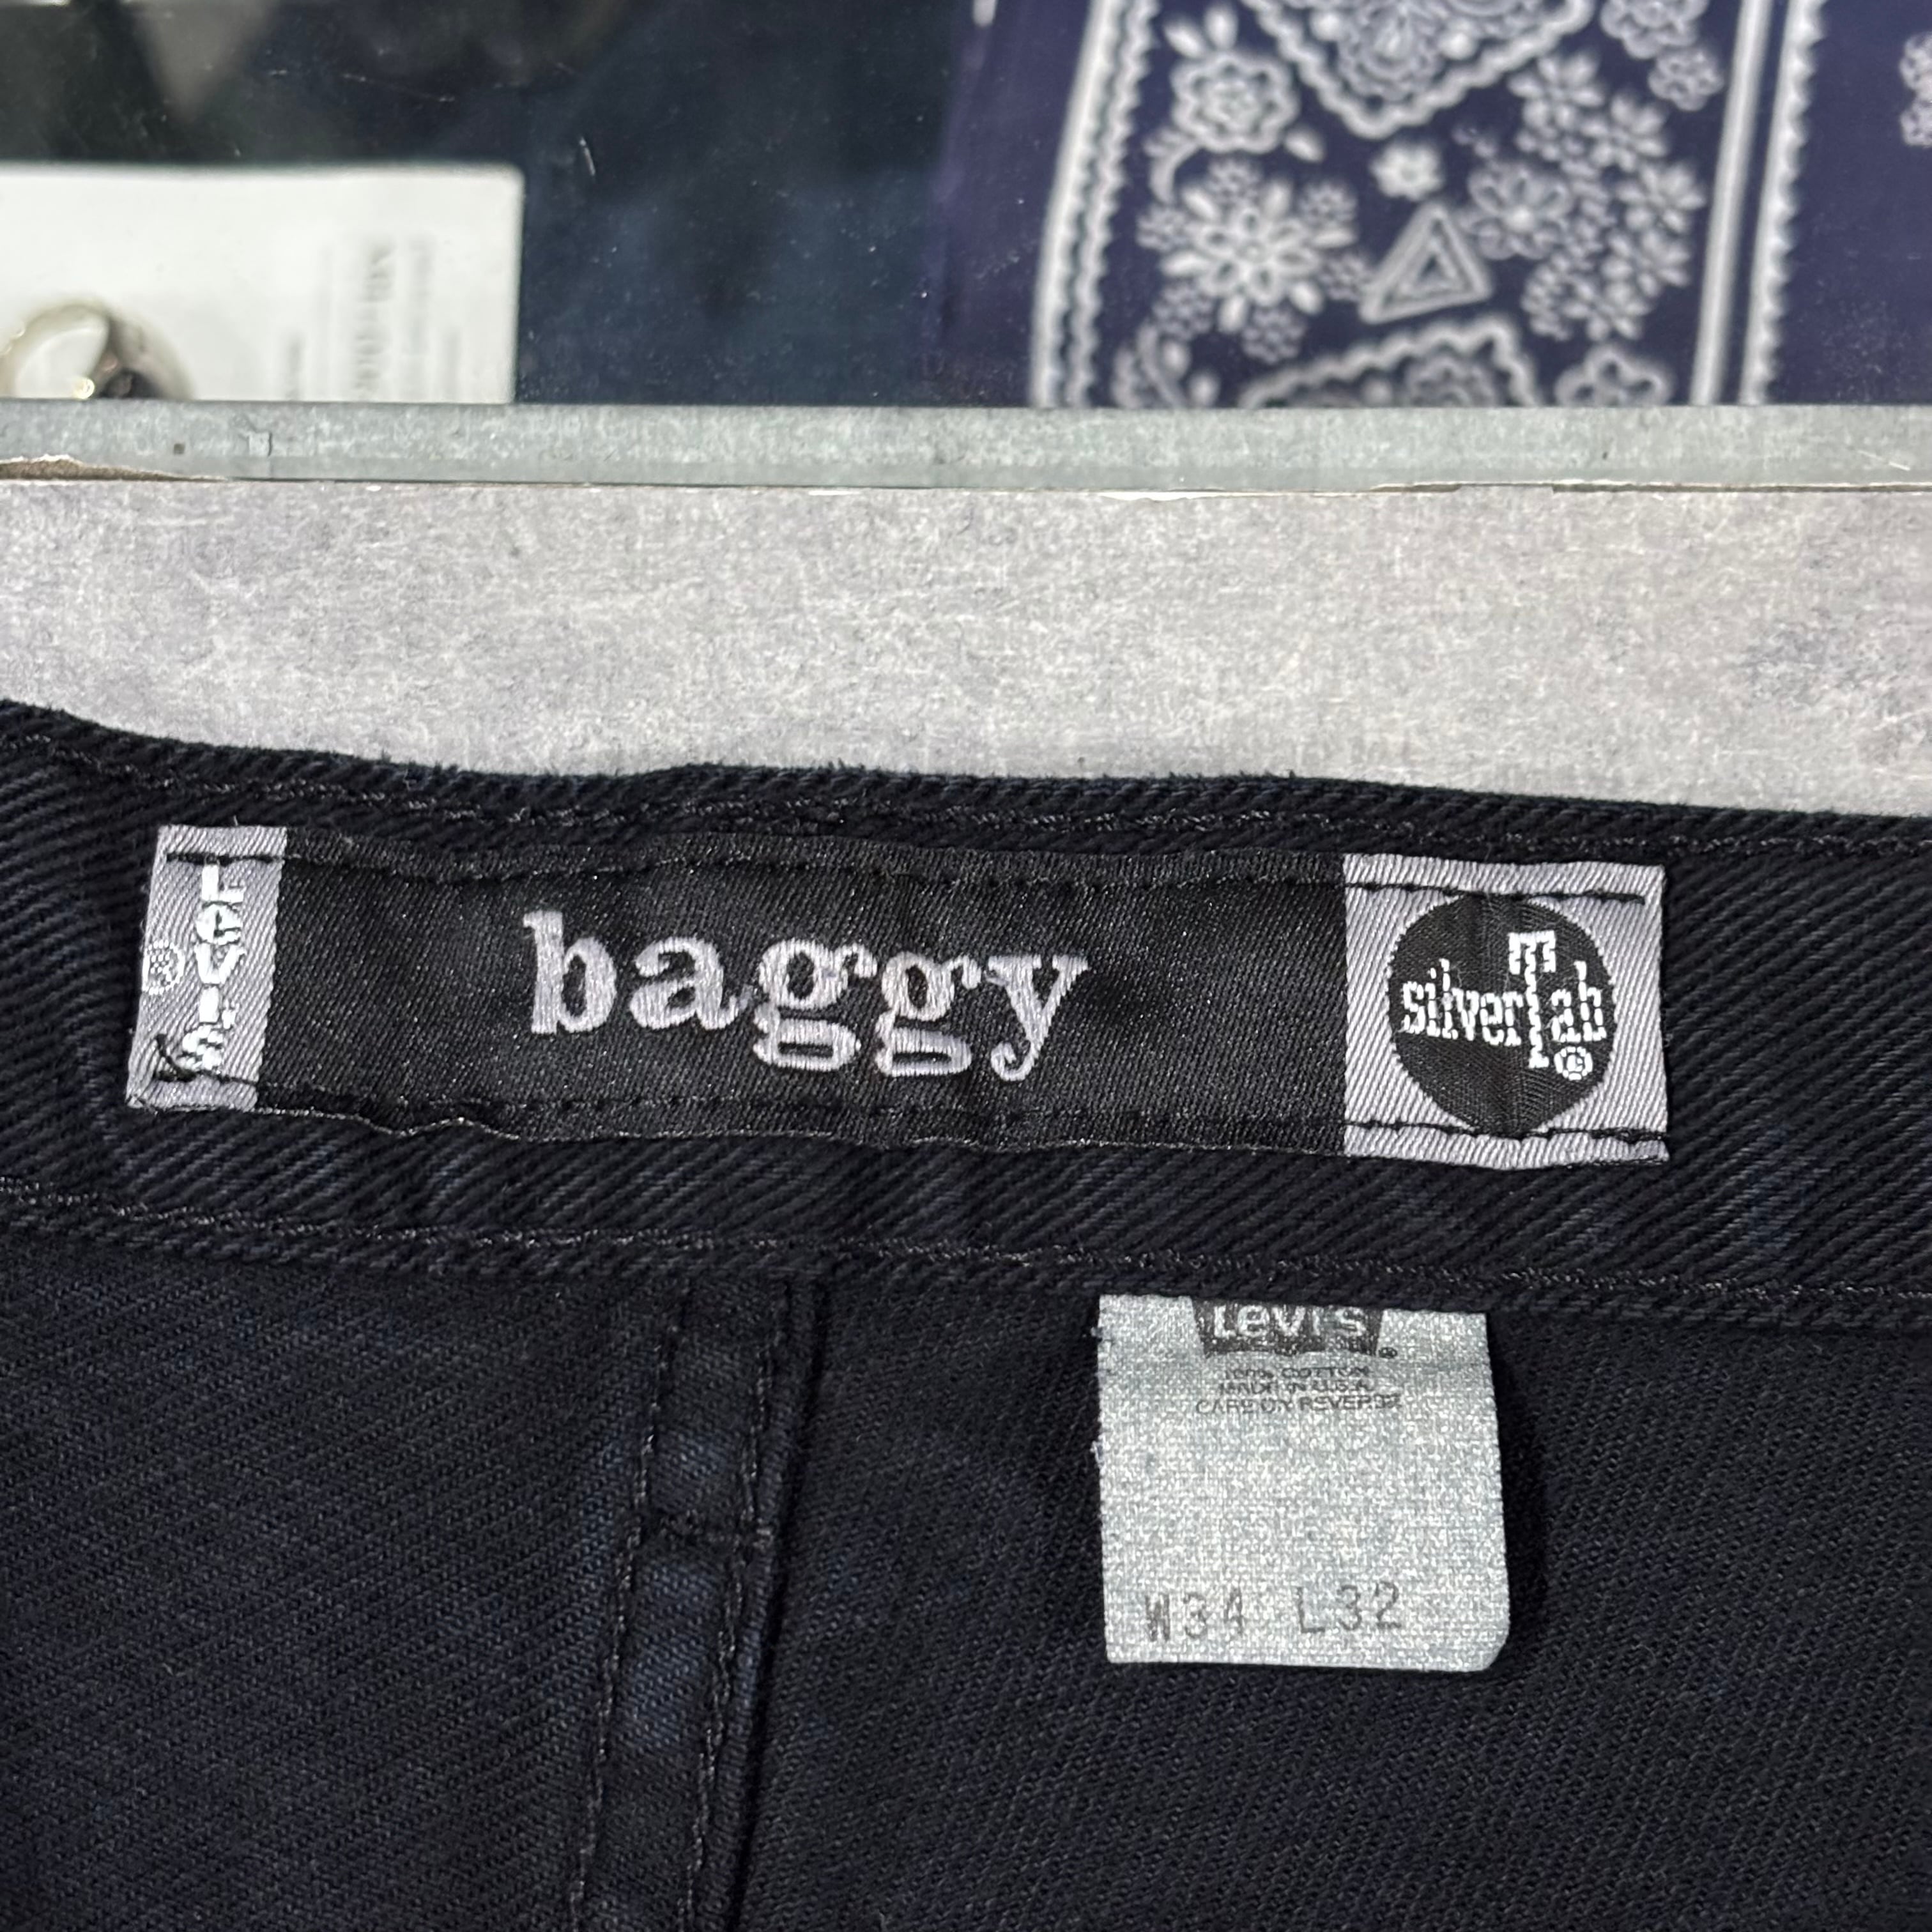 Levi's
®
baggy
silverTab
®
Levi's
®
100% COTTON
MADE IN U.S.A.
CARE ON REVERSE
W34 L32